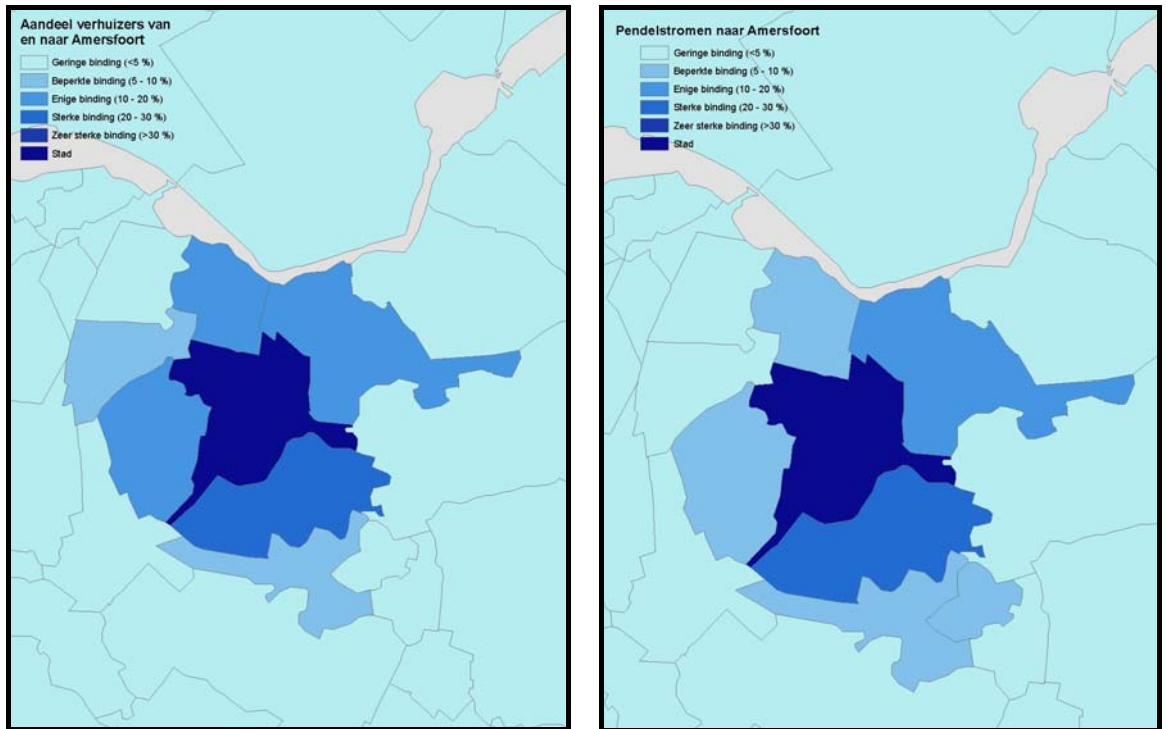 Aandeel verhuizers van
en naar Amersfoort
Geringe binding (<5 %)
Beperkte binding (5 - 10 %)
Enige binding (10 - 20 %)
Sterke binding (20 - 30 %)
Zeer sterke binding (>30 %)
Stad
Pendelstromen naar Amersfoort
Geringe binding (<5 %)
Beperkte binding (5 - 10 %)
Enige binding (10 - 20 %)
Sterke binding (20 - 30 %)
Zeer sterke binding (>30 %)
Stad